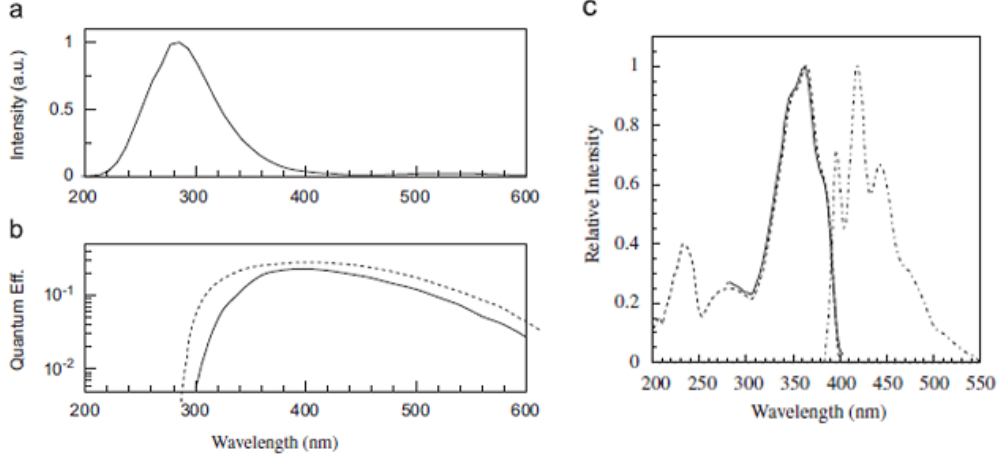 a
Intensity (a.u.)
1
0.5
0
200 300 400 500 600
b
Quantum Eff.
10⁻¹
10⁻²
200 300 400 500 600
Wavelength (nm)
c
Relative Intensity
1
0.8
0.6
0.4
0.2
0
200 250 300 350 400 450 500 550
Wavelength (nm)